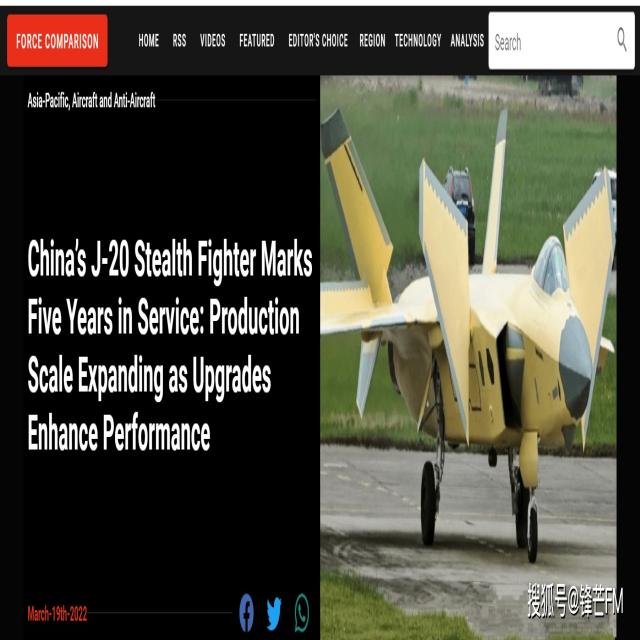 FORCE COMPARISON
HOME RSS VIDEOS FEATURED EDITOR'S CHOICE REGION TECHNOLOGY ANALYSIS
Search
Asia-Pacific, Aircraft and Anti-Aircraft
China's J-20 Stealth Fighter Marks
Five Years in Service: Production
Scale Expanding as Upgrades
Enhance Performance
March-19th-2022
搜狐号@锋芒FM